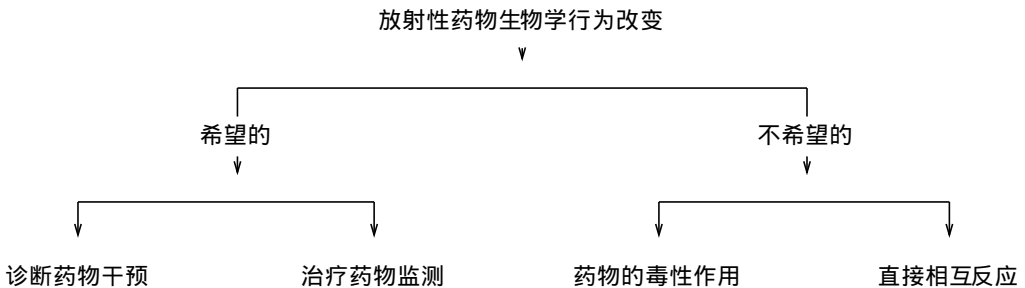 放射性药物生物学行为改变
希望的
不希望的
诊断药物干预
治疗药物监测
药物的毒性作用
直接相互反应